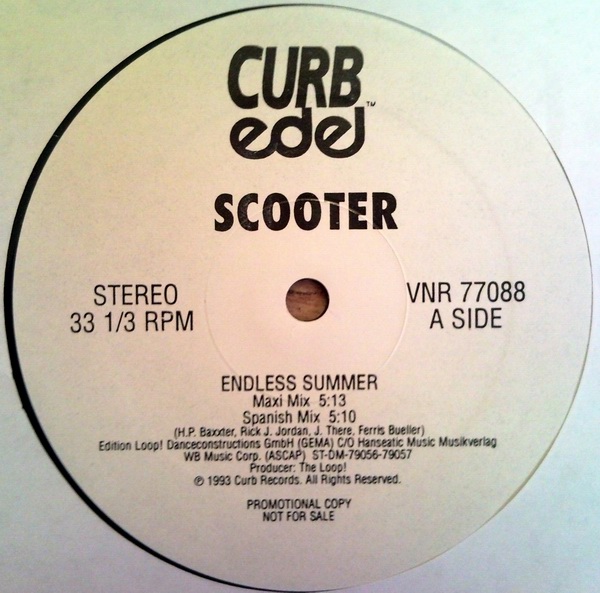 CURB
edel™
SCOOTER
STEREO
33 1/3 RPM
VNR 77088
A SIDE
ENDLESS SUMMER
Maxi Mix 5:13
Spanish Mix 5:10
(H.P. Baxxter, Rick J. Jordan, J. There, Ferris Bueller)
Edition Loop! Danceconstructions GmbH (GEMA) C/O Hanseatic Music Musikverlag
WB Music Corp. (ASCAP) ST-DM-79056-79057
Producer: The Loop!
℗ 1993 Curb Records. All Rights Reserved.
PROMOTIONAL COPY
NOT FOR SALE